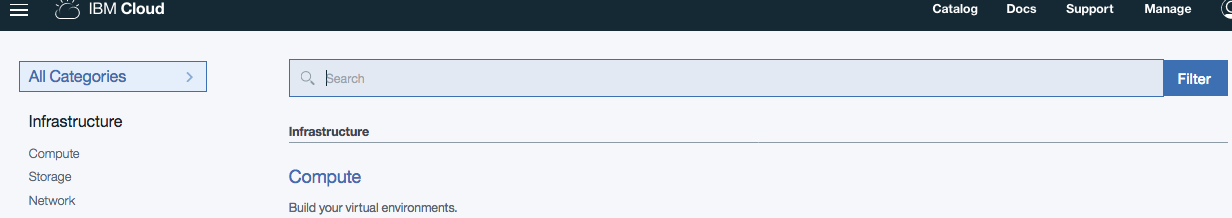 IBM Cloud
Catalog
Docs
Support
Manage
All Categories
Search
Filter
Infrastructure
Compute
Storage
Network
Infrastructure
Compute
Build your virtual environments.